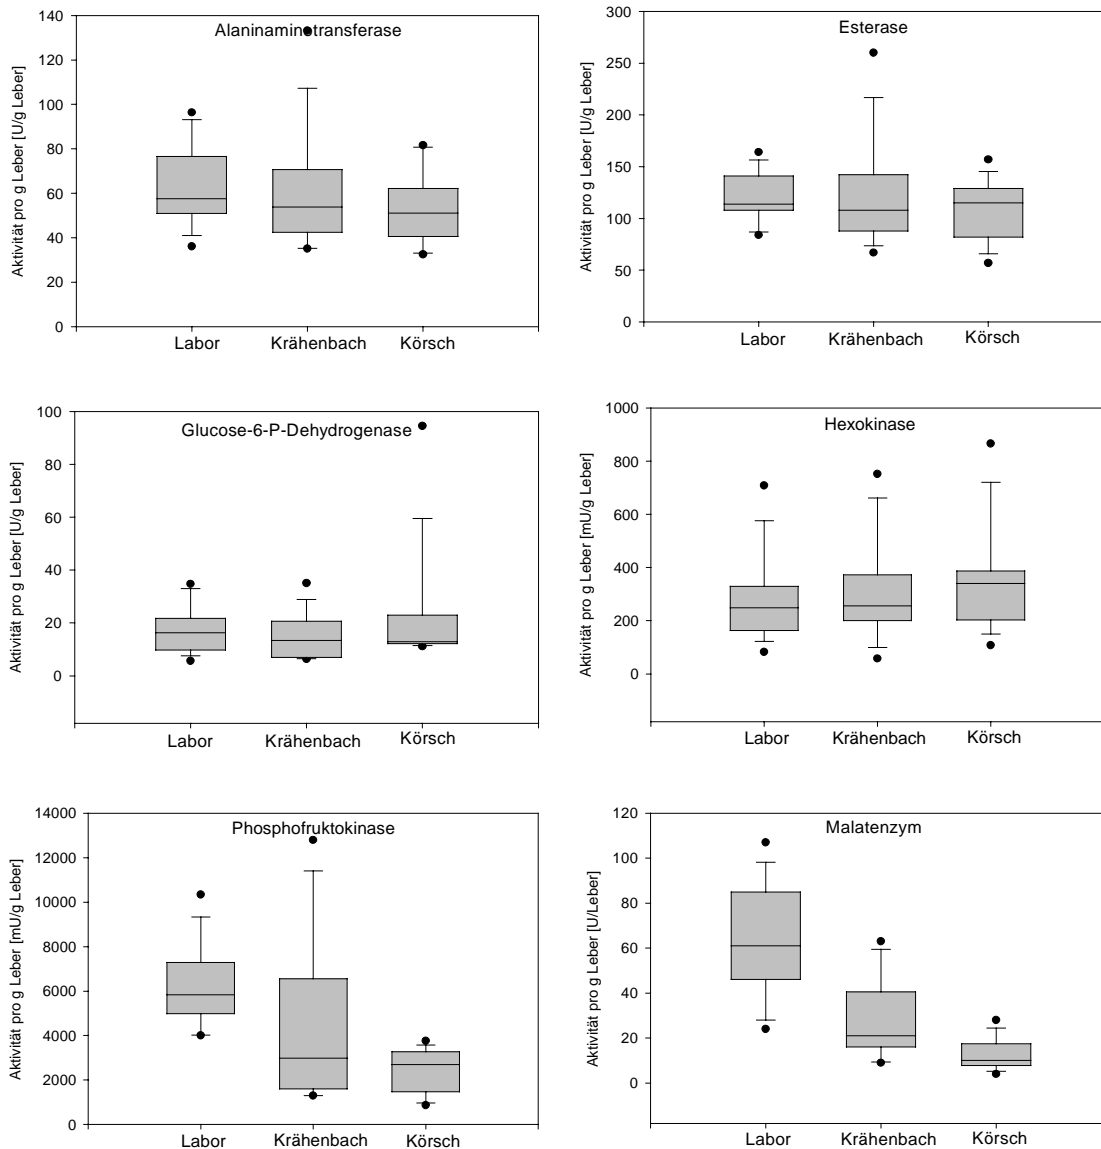 Alaninaminotransferase
Aktivität pro g Leber [U/g Leber]
140
120
100
80
60
40
20
0
Labor Krähenbach Körsch
Esterase
Aktivität pro g Leber [U/g Leber]
300
250
200
150
100
50
0
Labor Krähenbach Körsch
Glucose-6-P-Dehydrogenase
Aktivität pro g Leber [U/g Leber]
100
80
60
40
20
0
Labor Krähenbach Körsch
Hexokinase
Aktivität pro g Leber [mU/g Leber]
1000
800
600
400
200
0
Labor Krähenbach Körsch
Phosphofruktokinase
Aktivität pro g Leber [mU/g Leber]
14000
12000
10000
8000
6000
4000
2000
0
Labor Krähenbach Körsch
Malatenzym
Aktivität pro g Leber [U/Leber]
120
100
80
60
40
20
0
Labor Krähenbach Körsch